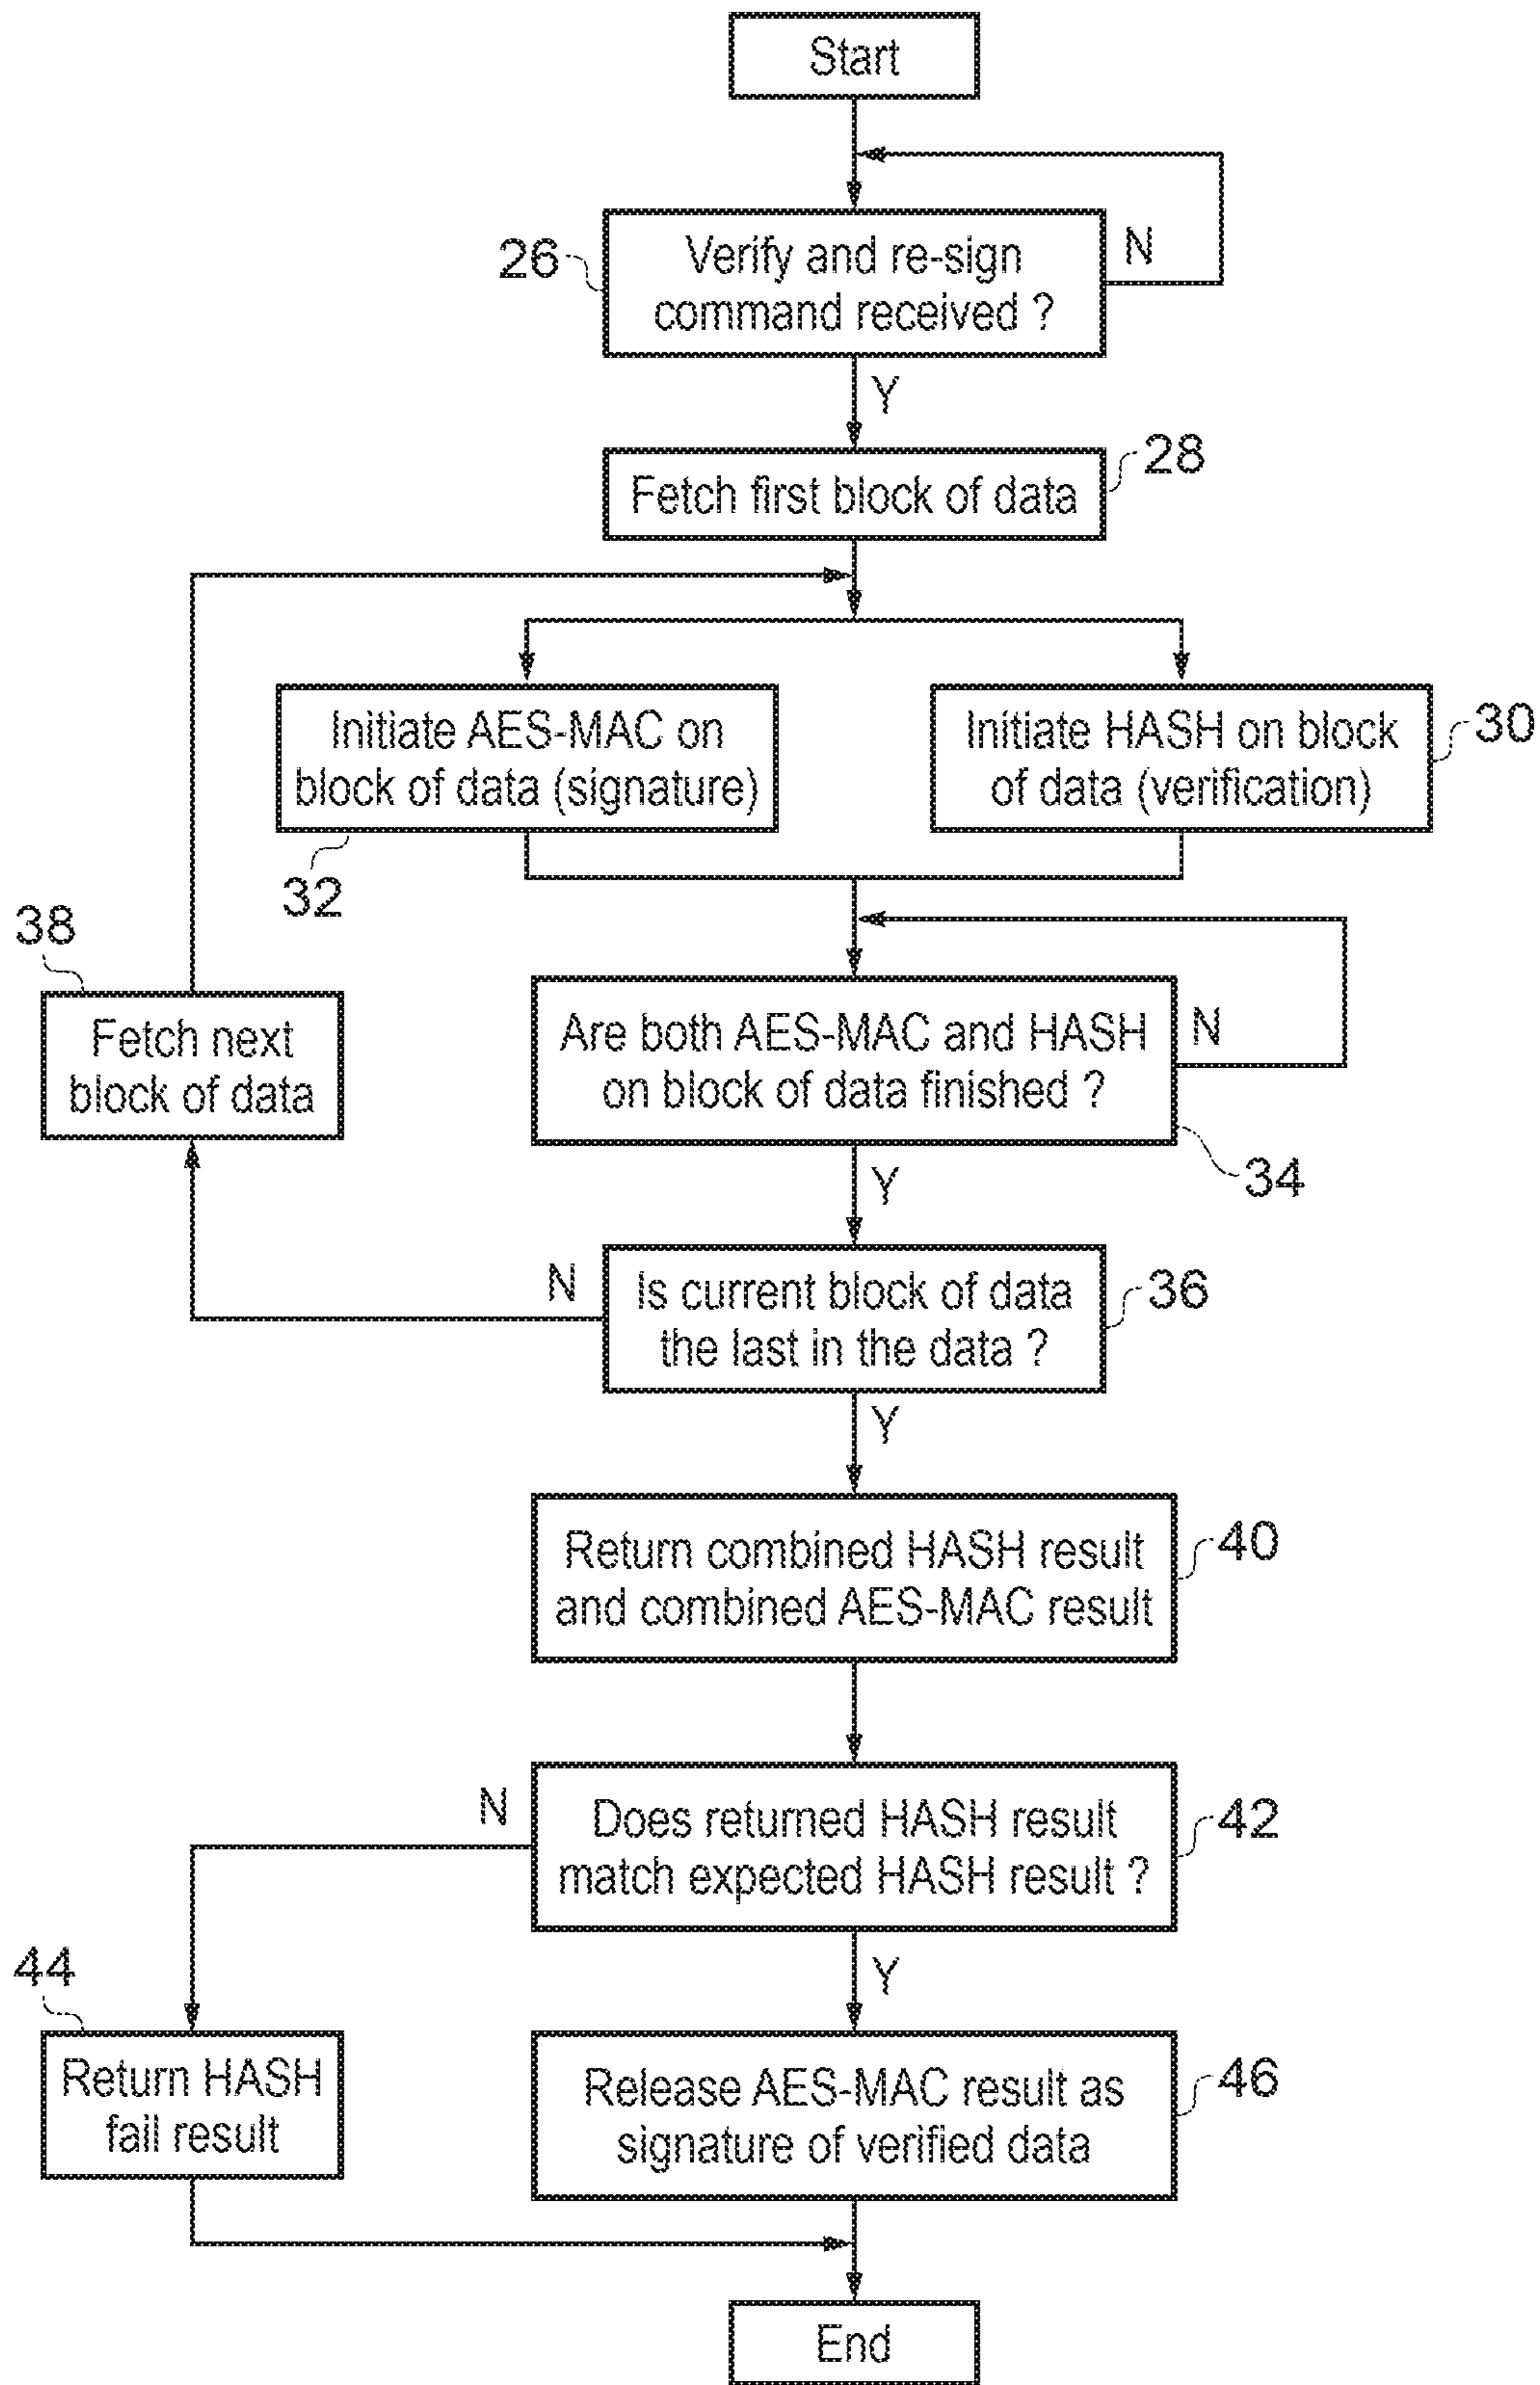 Start
26
Verify and re-sign
command received ?
N
Y
Fetch first block of data
28
Initiate AES-MAC on
block of data (signature)
32
Initiate HASH on block
of data (verification)
30
38
Fetch next
block of data
Are both AES-MAC and HASH
on block of data finished ?
N
34
Y
N
Is current block of data
the last in the data ?
36
Y
Return combined HASH result
and combined AES-MAC result
40
N
Does returned HASH result
match expected HASH result ?
42
Y
44
Return HASH
fail result
Release AES-MAC result as
signature of verified data
46
End